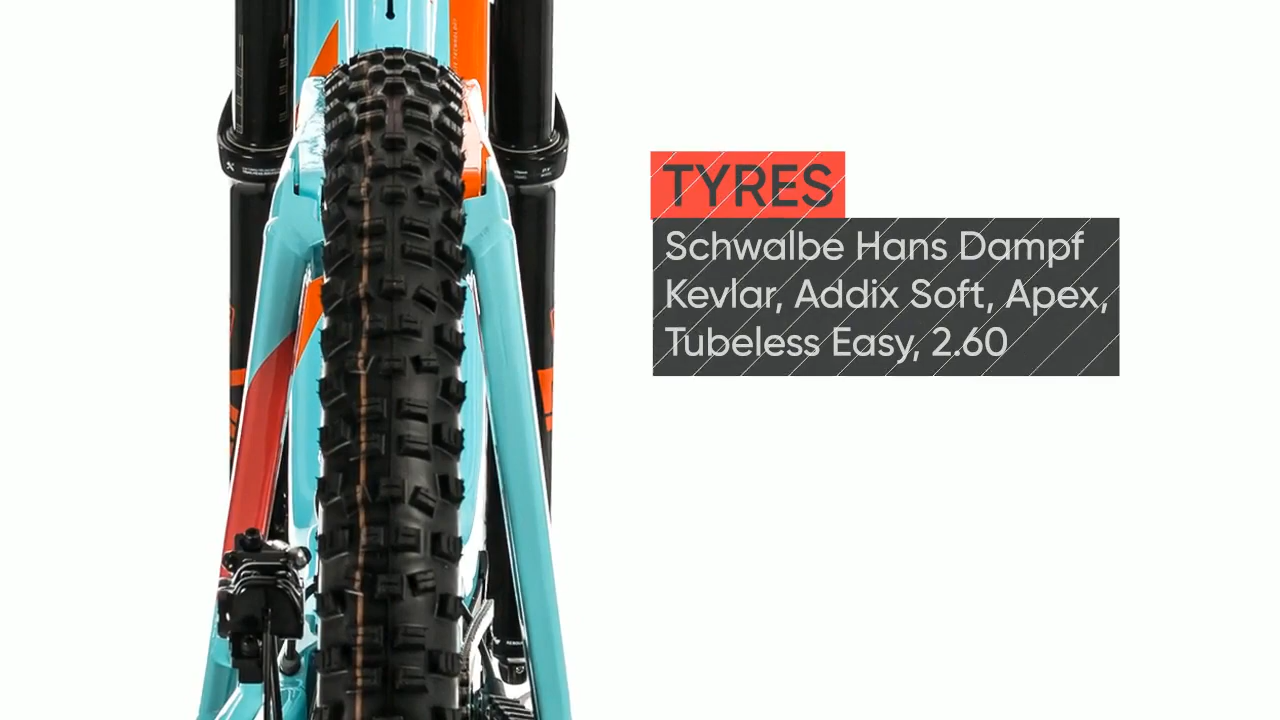 TYRES
Schwalbe Hans Dampf
Kevlar, Addix Soft, Apex,
Tubeless Easy, 2.60